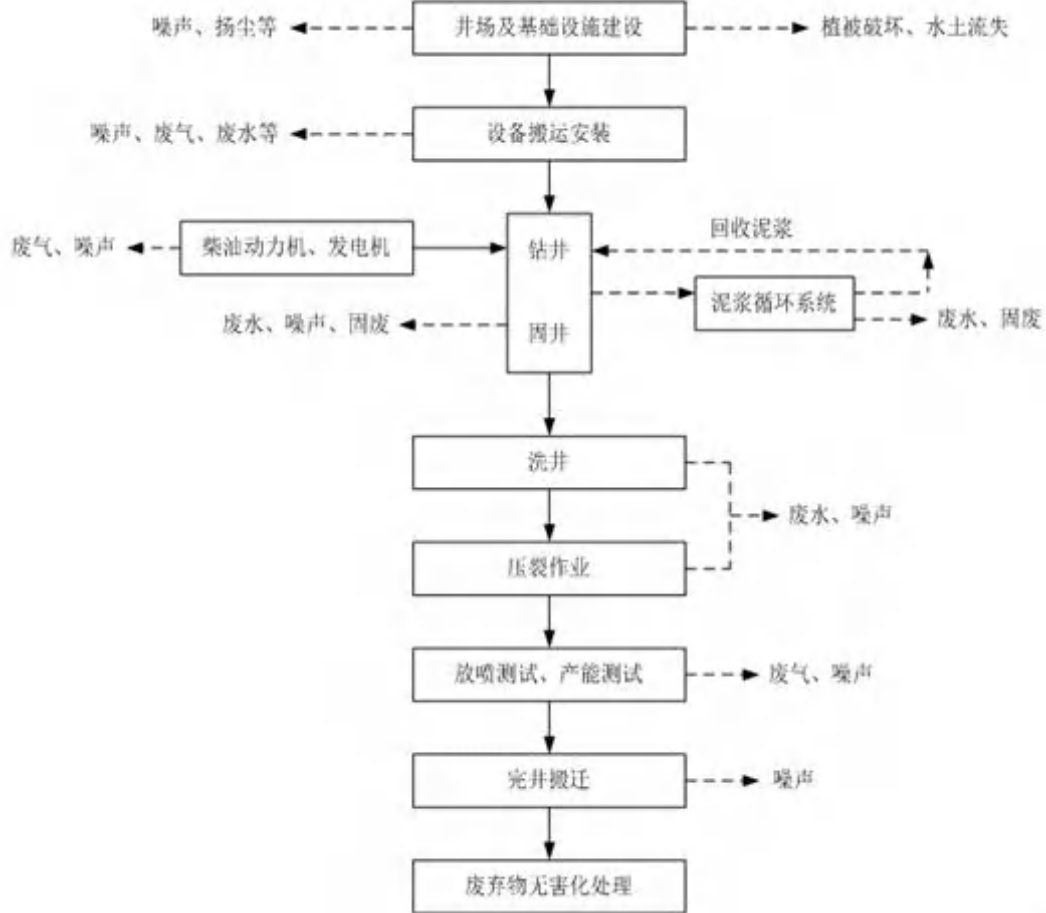 噪声、扬尘等
井场及基础设施建设
植被破坏、水土流失
噪声、废气、废水等
设备搬运安装
废气、噪声
柴油动力机、发电机
钻井
回收泥浆
泥浆循环系统
废水、噪声、固废
固井
废水、固废
洗井
废水、噪声
压裂作业
放喷测试、产能测试
废气、噪声
完井搬迁
噪声
废弃物无害化处理